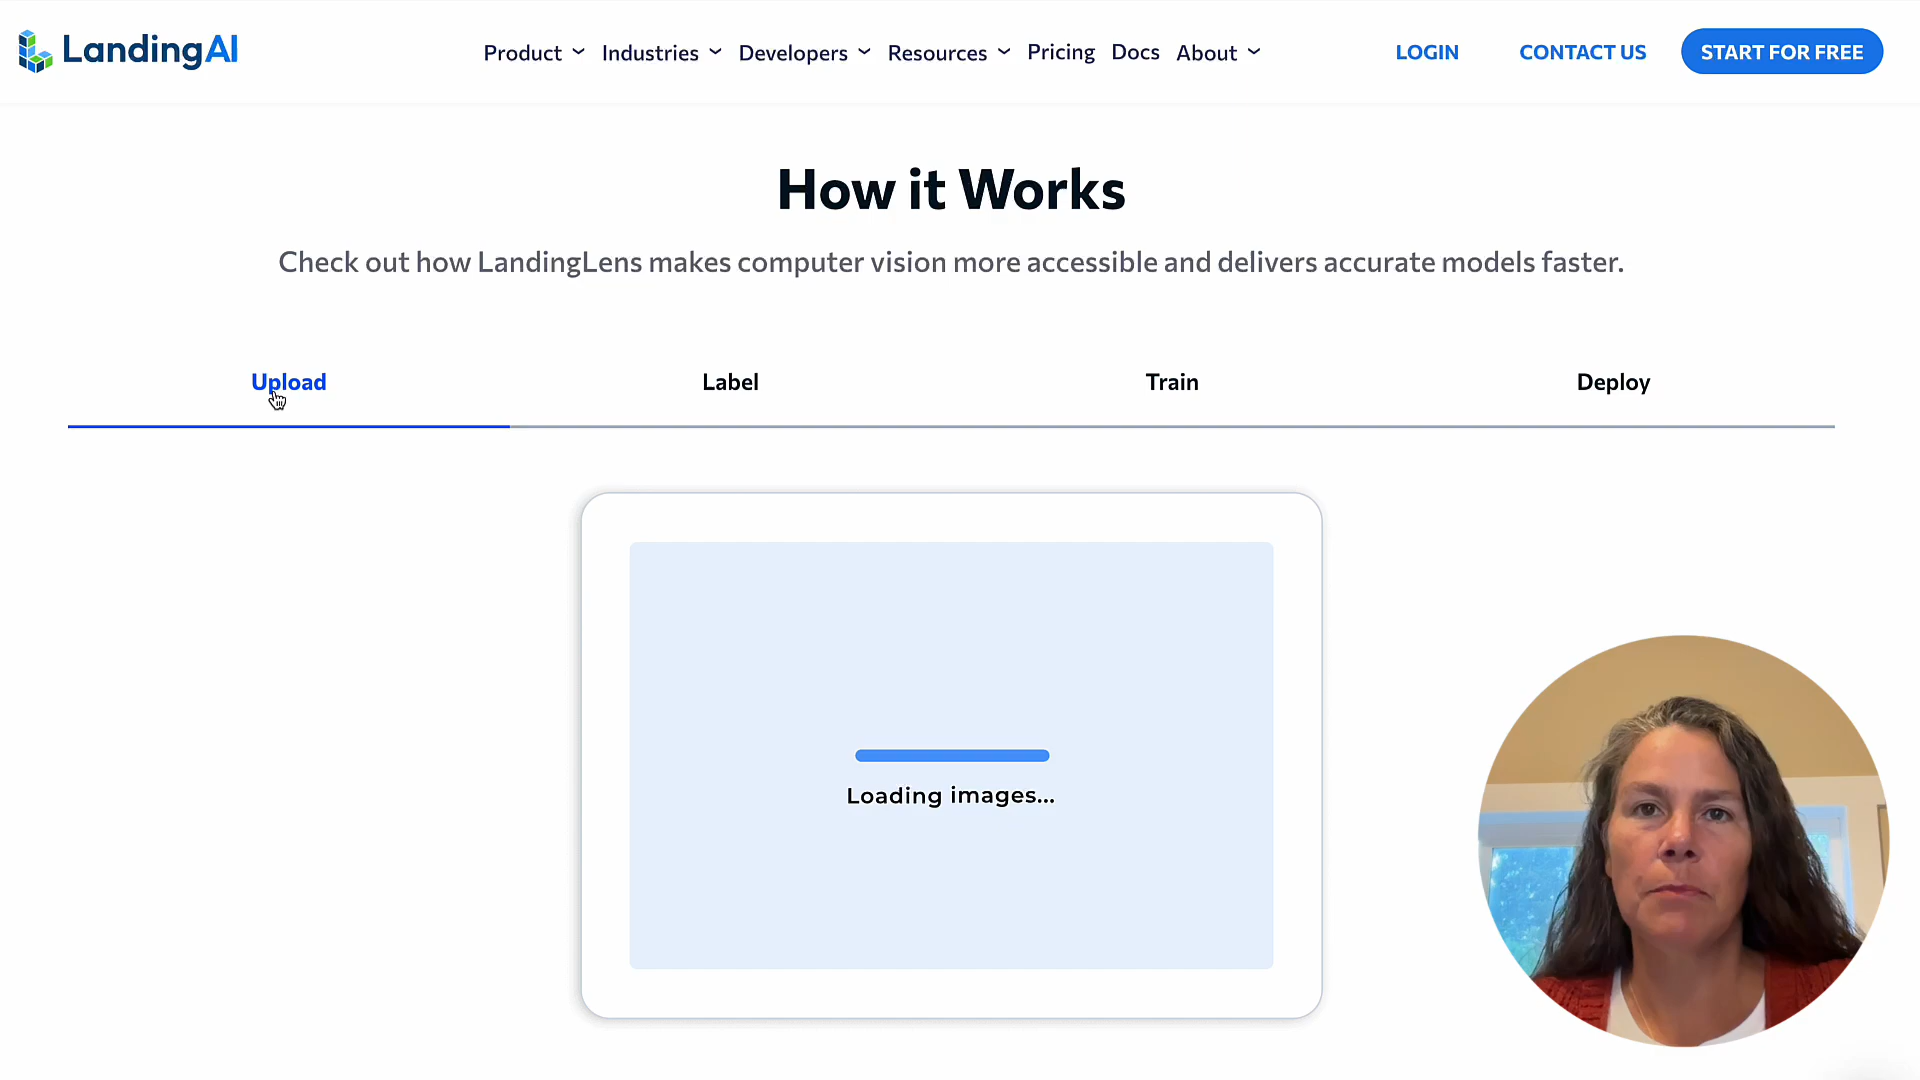 LandingAI
Product Industries Developers Resources Pricing Docs About LOGIN CONTACT US START FOR FREE
How it Works
Check out how LandingLens makes computer vision more accessible and delivers accurate models faster.
Upload Label Train Deploy
Loading images...